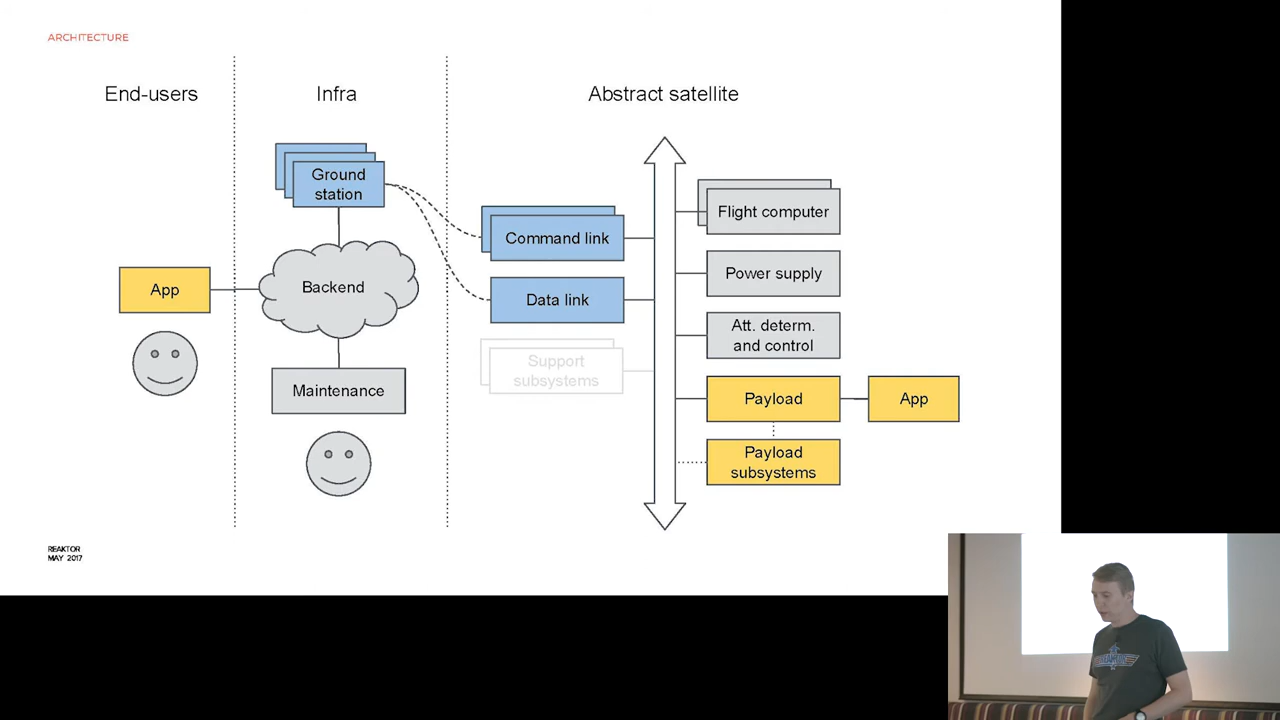 ARCHITECTURE
End-users
Infra
Abstract satellite
Ground
station
Flight computer
Command link
Power supply
App
Backend
Data link
Att. determ.
and control
Support
subsystems
Maintenance
Payload
App
Payload
subsystems
REAKTOR
MAY 2017